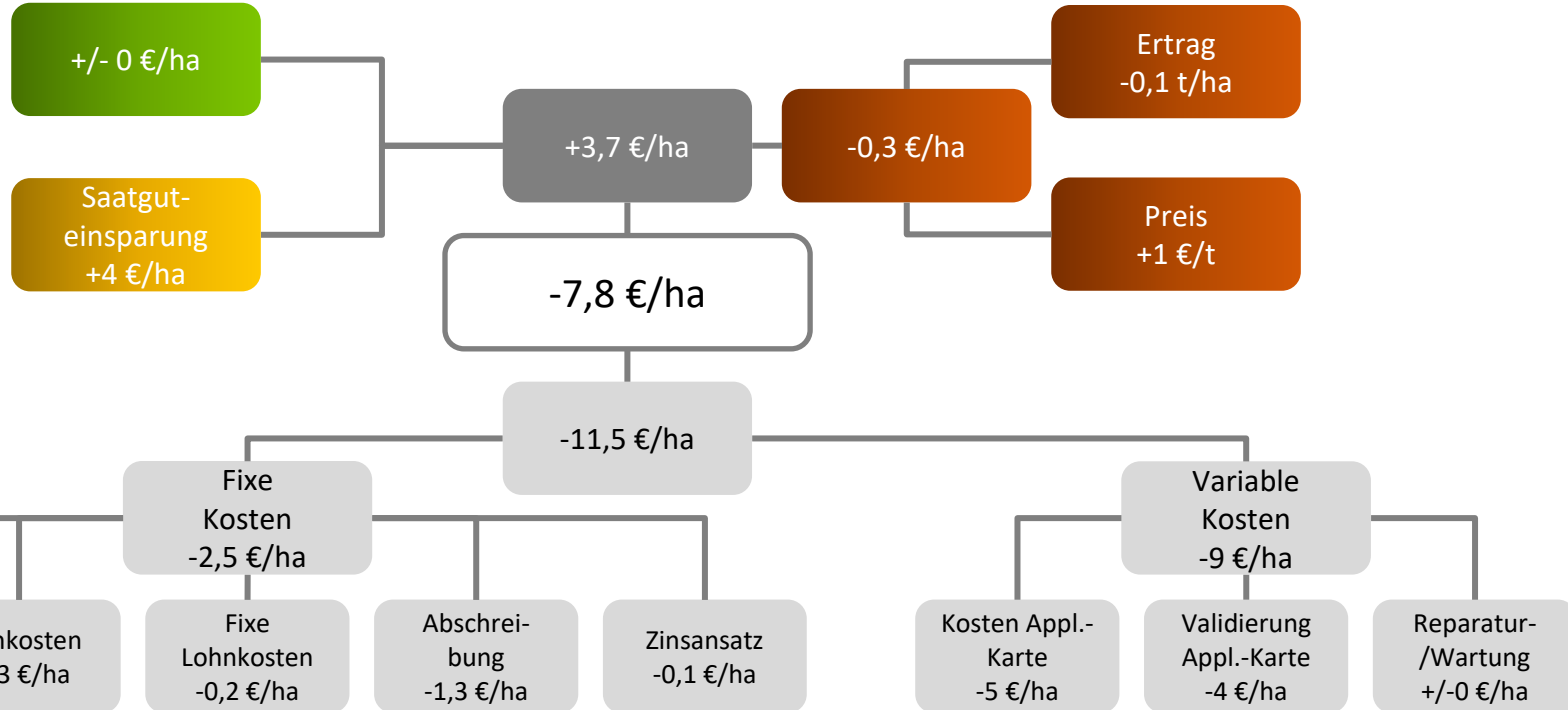 +/- 0 €/ha
Saatgut-
einsparung
+4 €/ha
+3,7 €/ha
-0,3 €/ha
Ertrag
-0,1 t/ha
Preis
+1 €/t
-7,8 €/ha
-11,5 €/ha
Fixe
Kosten
-2,5 €/ha
Variable
Kosten
-9 €/ha
kosten
3 €/ha
Fixe
Lohnkosten
-0,2 €/ha
Abschrei-
bung
-1,3 €/ha
Zinsansatz
-0,1 €/ha
Kosten Appl.-
Karte
-5 €/ha
Validierung
Appl.-Karte
-4 €/ha
Reparatur-
/Wartung
+/-0 €/ha